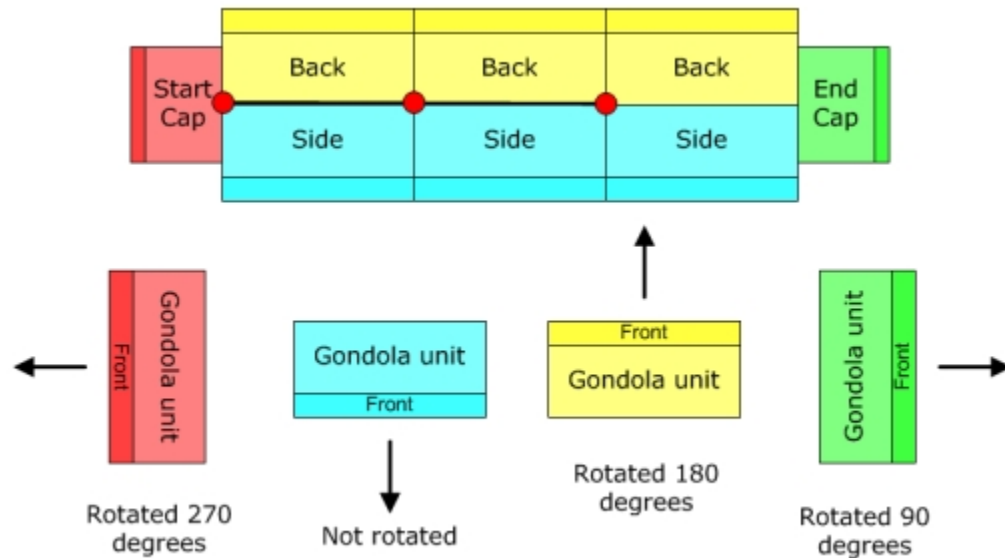 Start
Cap
Back
Back
Back
End
Cap
Side
Side
Side
Front
Gondola unit
Gondola unit
Front
Front
Gondola unit
Gondola unit
Front
Rotated 270
degrees
Not rotated
Rotated 180
degrees
Rotated 90
degrees